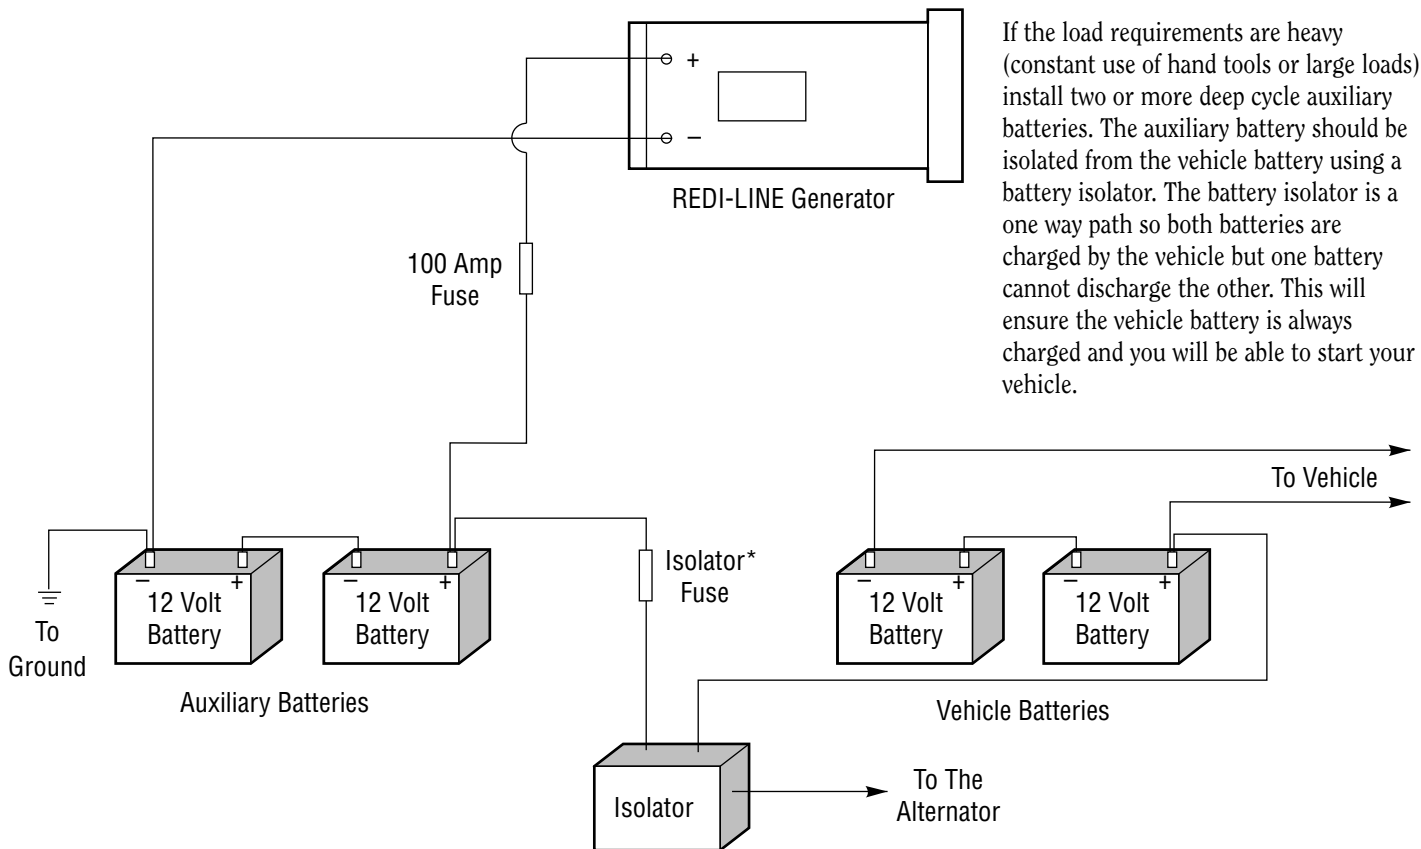 If the load requirements are heavy
(constant use of hand tools or large loads)
install two or more deep cycle auxiliary
batteries. The auxiliary battery should be
isolated from the vehicle battery using a
battery isolator. The battery isolator is a
one way path so both batteries are
charged by the vehicle but one battery
cannot discharge the other. This will
ensure the vehicle battery is always
charged and you will be able to start your
vehicle.
+
−
REDI-LINE Generator
100 Amp
Fuse
To Vehicle
Isolator*
Fuse
− +
12 Volt
Battery
− +
12 Volt
Battery
− +
12 Volt
Battery
− +
12 Volt
Battery
To
Ground
Auxiliary Batteries
Vehicle Batteries
Isolator
To The
Alternator